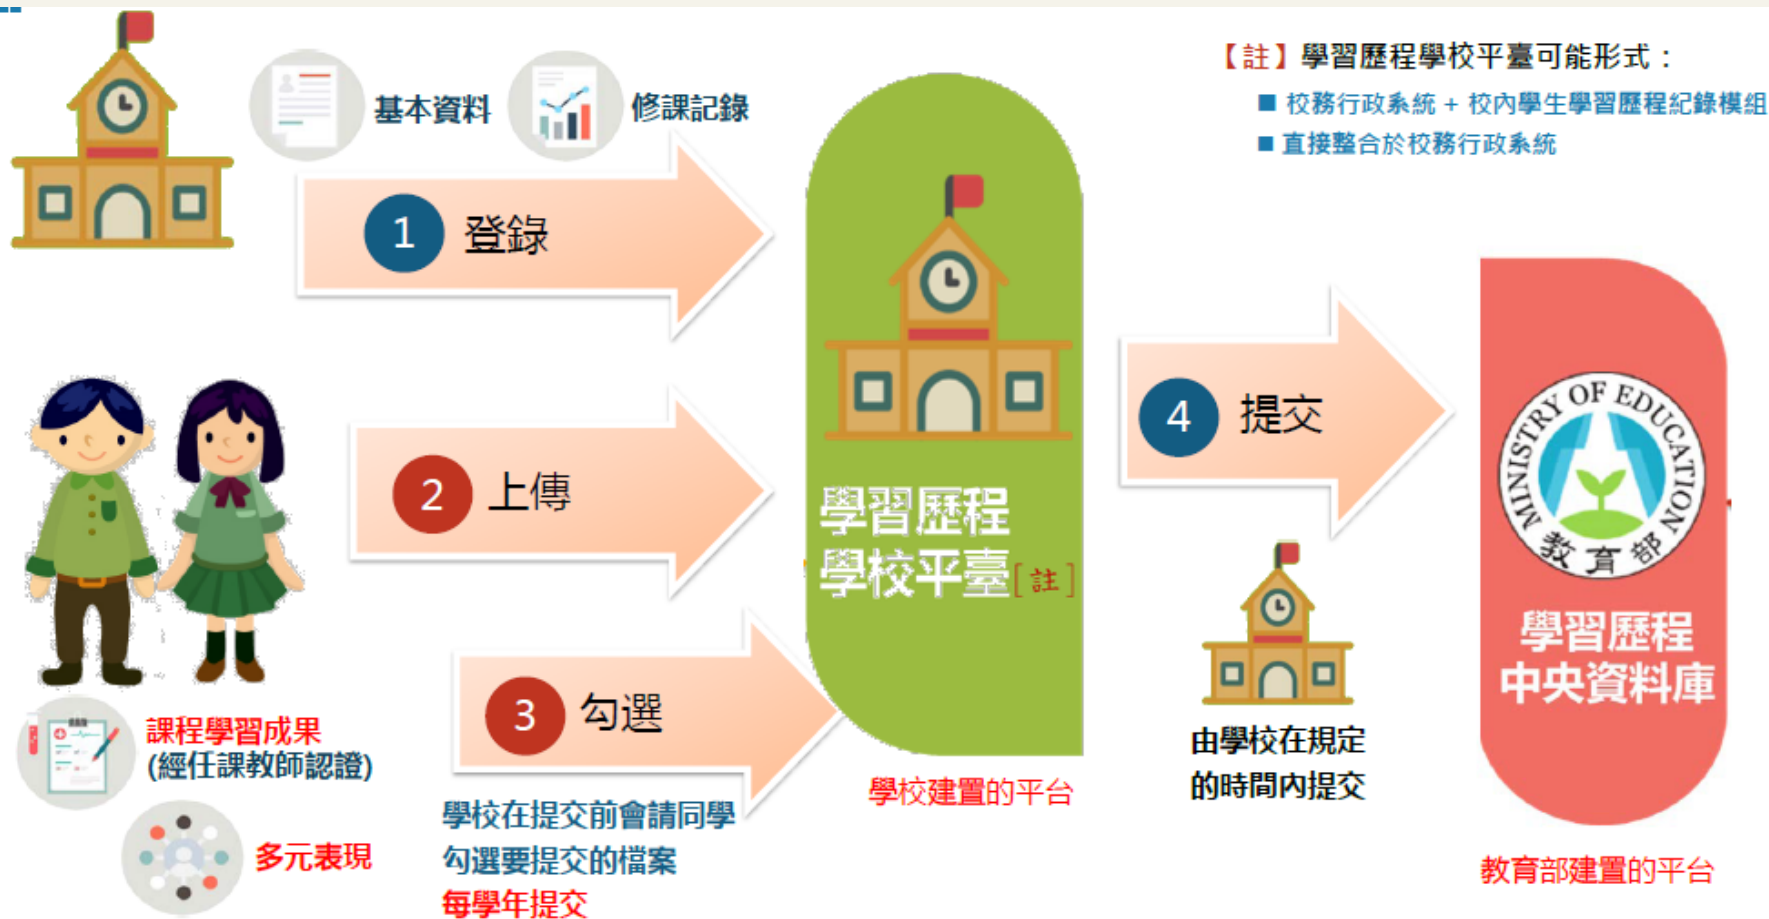 基本資料
修課記錄
1 登錄
【註】學習歷程學校平臺可能形式：
■ 校務行政系統 + 校內學生學習歷程紀錄模組
■ 直接整合於校務行政系統
2 上傳
課程學習成果
(經任課教師認證)
多元表現
3 勾選
學校在提交前會請同學
勾選要提交的檔案
每學年提交
學習歷程
學校平臺[註]
學校建置的平台
4 提交
由學校在規定
的時間內提交
MINISTRY OF EDUCATION
教育部
學習歷程
中央資料庫
教育部建置的平台